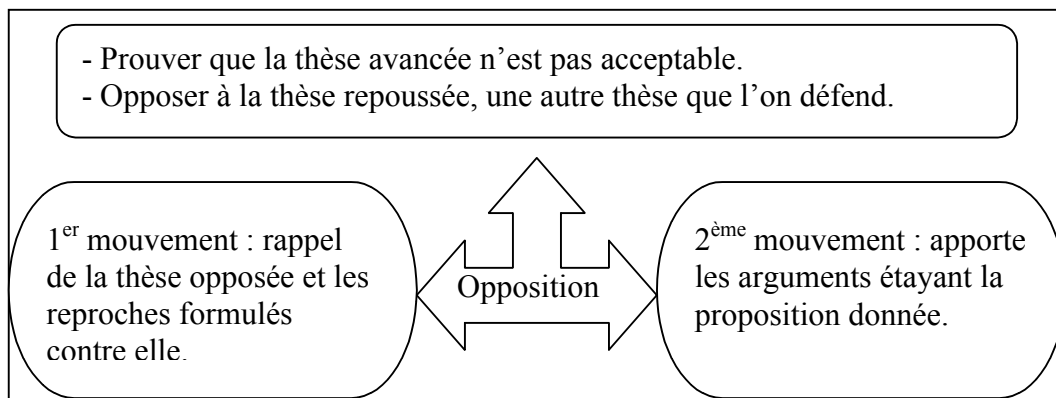 - Prouver que la thèse avancée n’est pas acceptable.
- Opposer à la thèse repoussée, une autre thèse que l’on défend.
1er mouvement : rappel
de la thèse opposée et les
reproches formulés
contre elle.
Opposition
2ème mouvement : apporte
les arguments étayant la
proposition donnée.